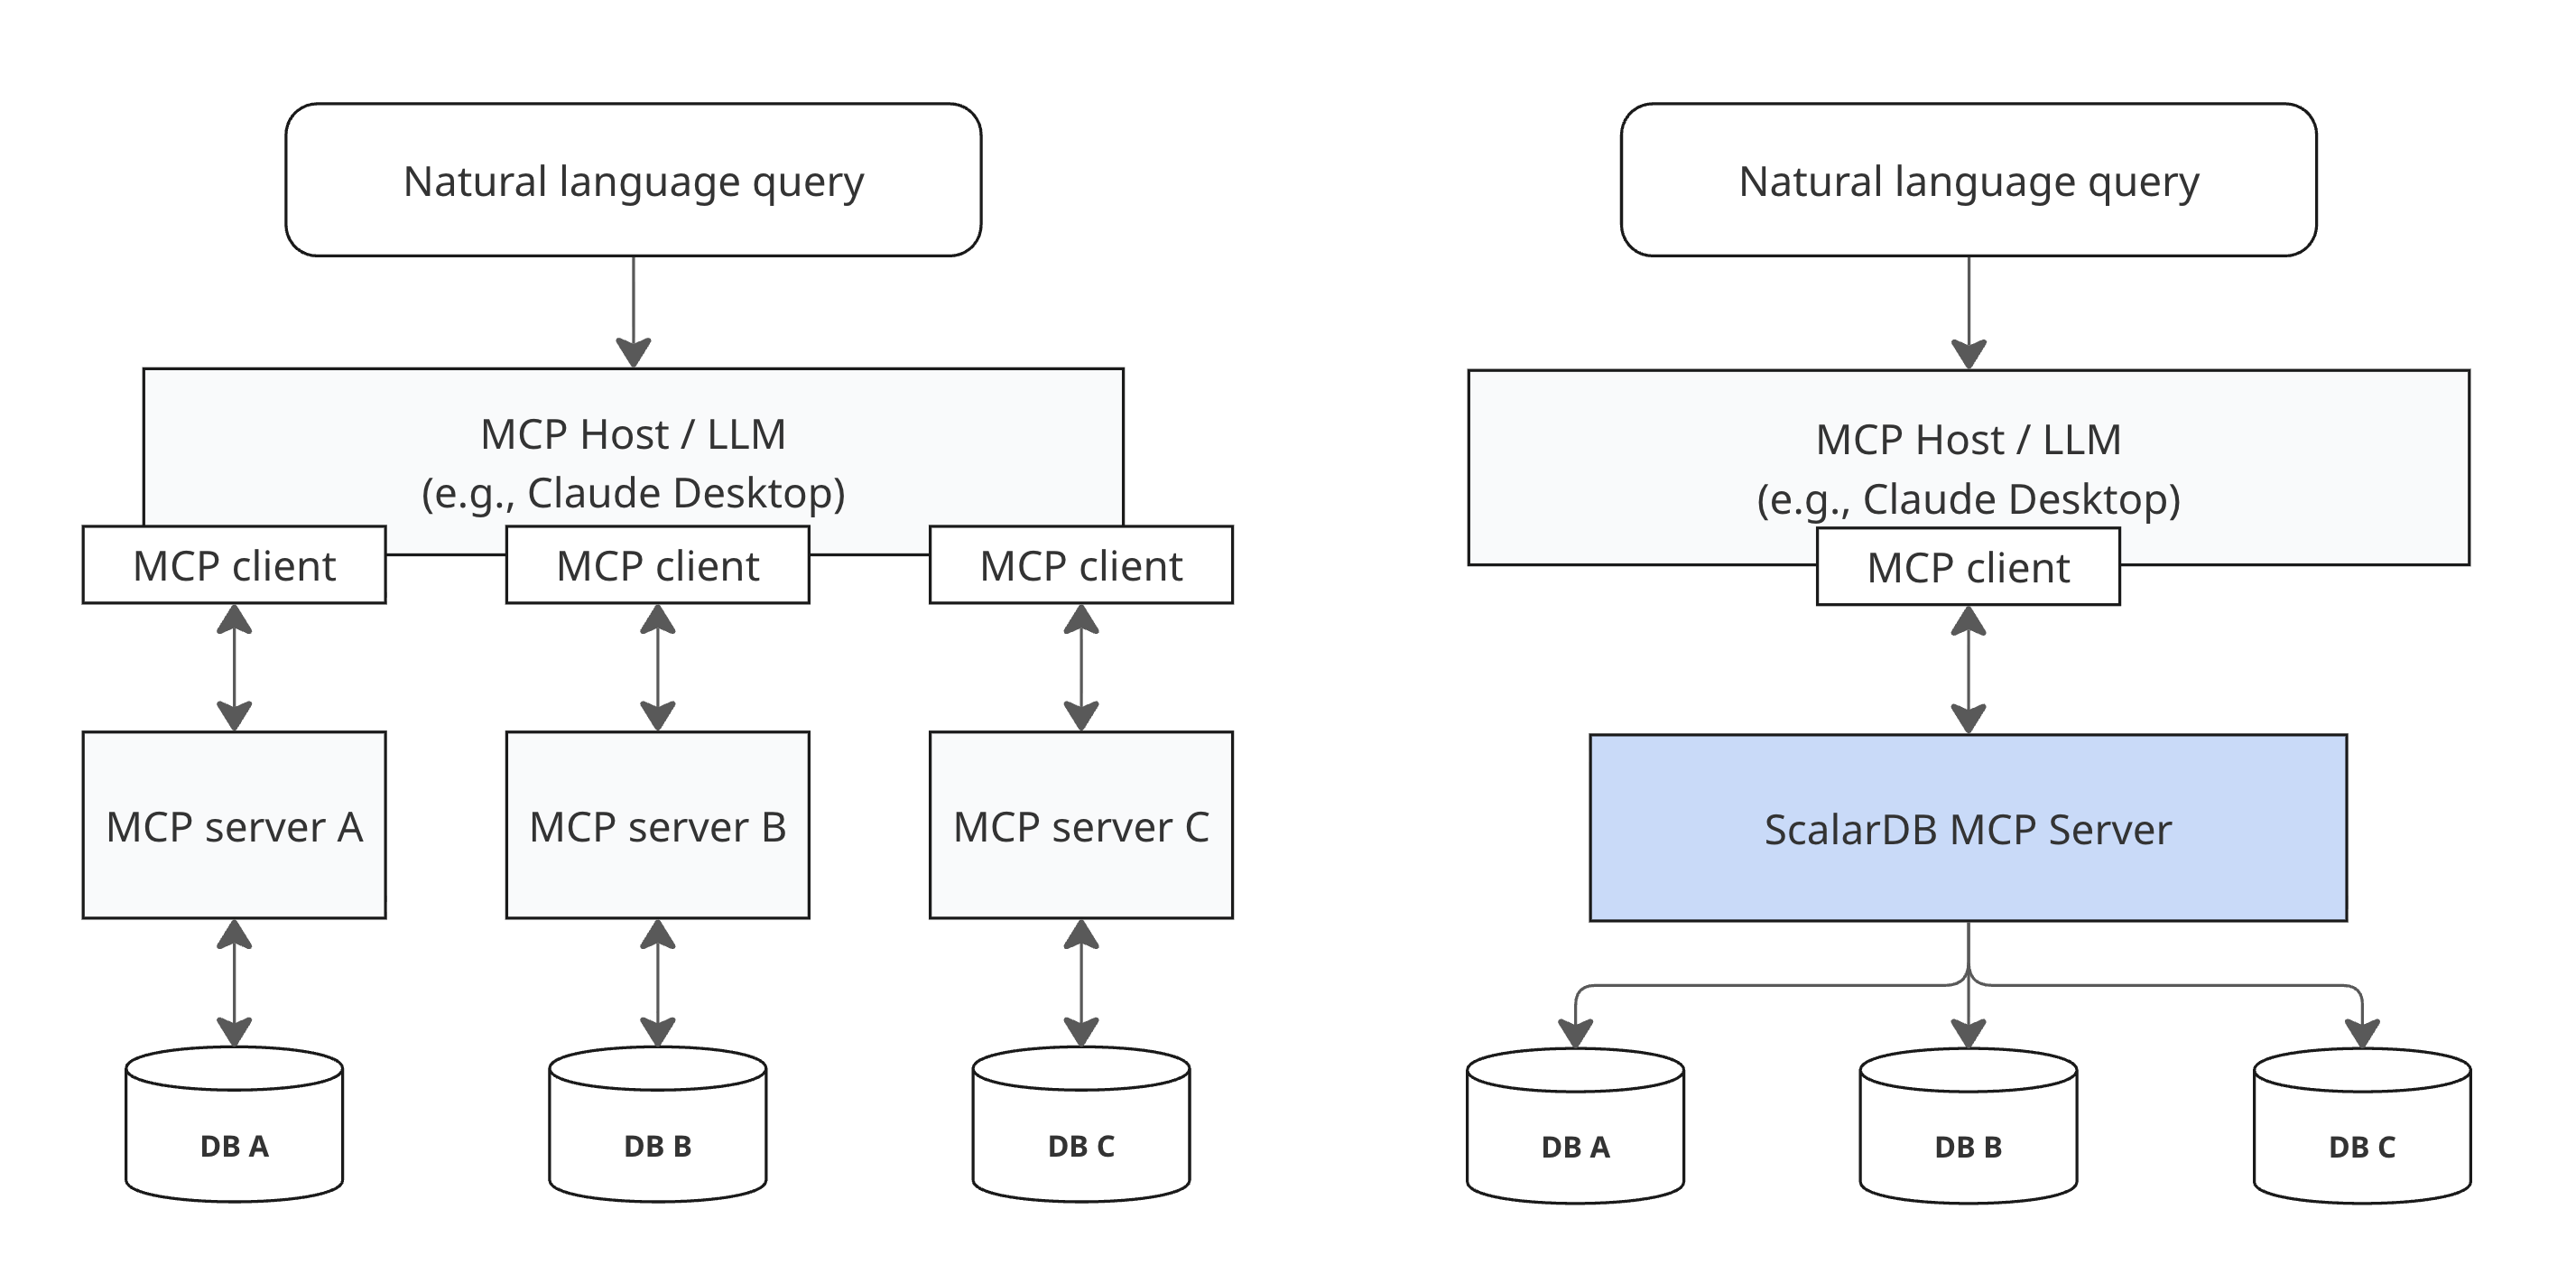 Natural language query
MCP Host / LLM
(e.g., Claude Desktop)
MCP client
MCP client
MCP client
MCP server A
MCP server B
MCP server C
DB A
DB B
DB C
Natural language query
MCP Host / LLM
(e.g., Claude Desktop)
MCP client
ScalarDB MCP Server
DB A
DB B
DB C